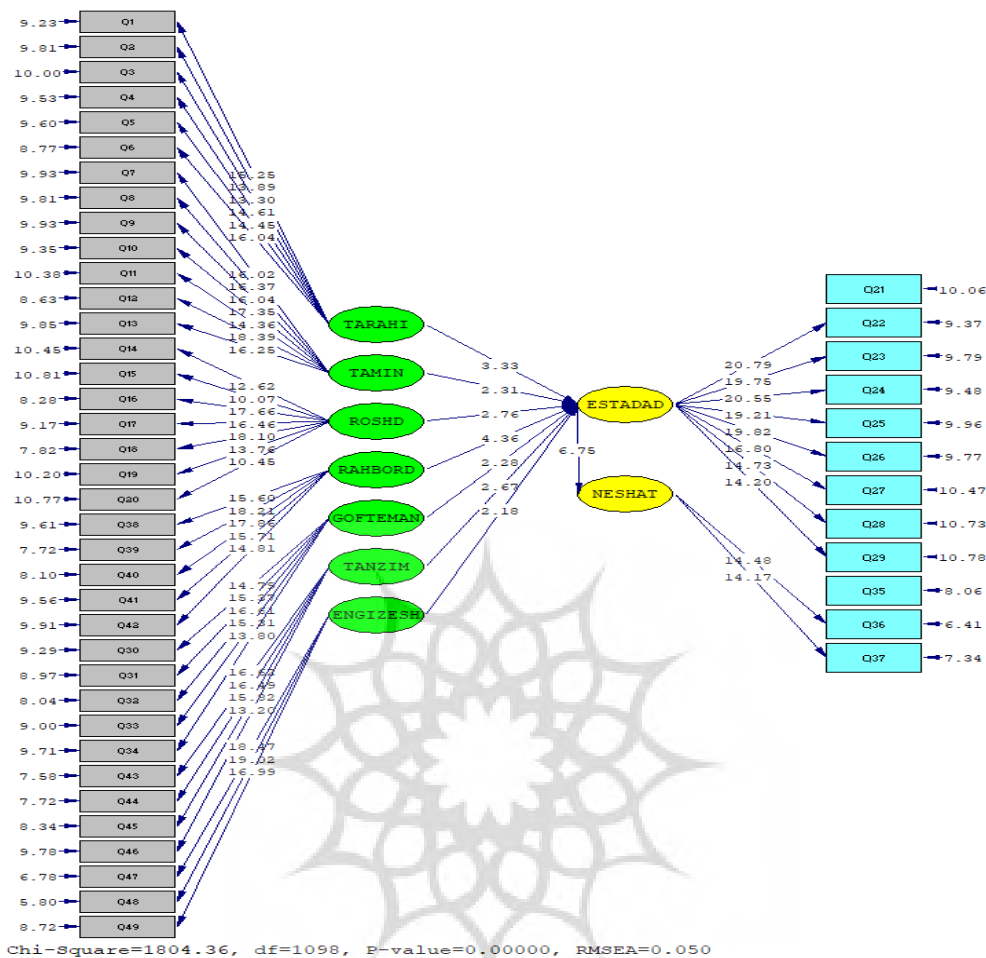 9.23 Q1
9.81 Q2
10.00 Q3
9.53 Q4
9.60 Q5
8.77 Q6
9.93 Q7
9.81 Q8
9.93 Q9
9.35 Q10
10.38 Q11
8.63 Q12
9.85 Q13
10.45 Q14
10.81 Q15
8.28 Q16
9.17 Q17
7.82 Q18
10.20 Q19
10.77 Q20
9.61 Q38
7.72 Q39
8.10 Q40
9.56 Q41
9.91 Q42
9.29 Q30
8.97 Q31
8.04 Q32
9.00 Q33
9.71 Q34
7.58 Q43
7.72 Q44
8.34 Q45
9.78 Q46
6.78 Q47
5.80 Q48
8.72 Q49
15.25
13.89
13.30
14.61
14.45
16.04
16.02
16.37
16.04
17.35
14.36
18.39
16.25
12.62
10.07
17.66
16.46
18.10
13.76
10.45
15.60
18.21
17.86
15.71
14.81
14.79
15.37
16.61
15.31
13.80
16.63
16.49
15.82
13.20
18.47
19.02
16.99
TARAHI
TAMIN
ROSHD
RAHBORD
GOFTEMAN
TANZIM
ENGIZESH
3.33
2.31
2.76
4.36
2.28
2.67
2.18
ESTADAD
6.75
NESHAT
20.79
19.75
20.55
19.21
19.82
16.80
14.73
14.20
14.48
14.17
Q21 10.06
Q22 9.37
Q23 9.79
Q24 9.48
Q25 9.96
Q26 9.77
Q27 10.47
Q28 10.73
Q29 10.78
Q35 8.06
Q36 6.41
Q37 7.34
Chi-Square=1804.36, df=1098, P-value=0.00000, RMSEA=0.050